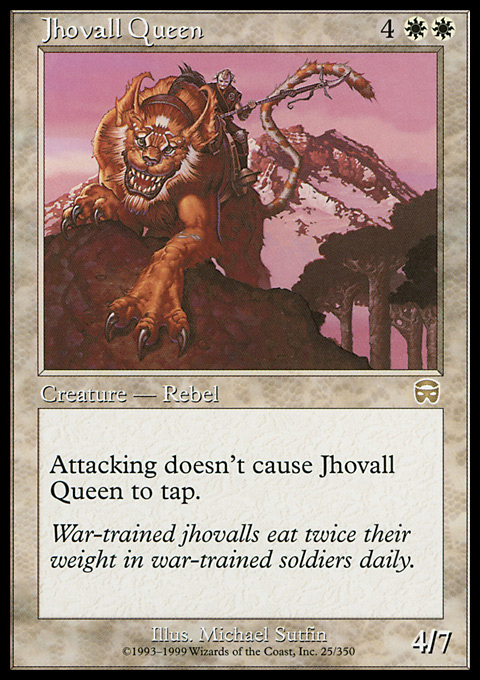 Jhovall Queen 4
Creature — Rebel
Attacking doesn't cause Jhovall
Queen to tap.
War-trained jhovalls eat twice their
weight in war-trained soldiers daily.
Illus. Michael Sutfin
©1993–1999 Wizards of the Coast, Inc. 25/350
4/7